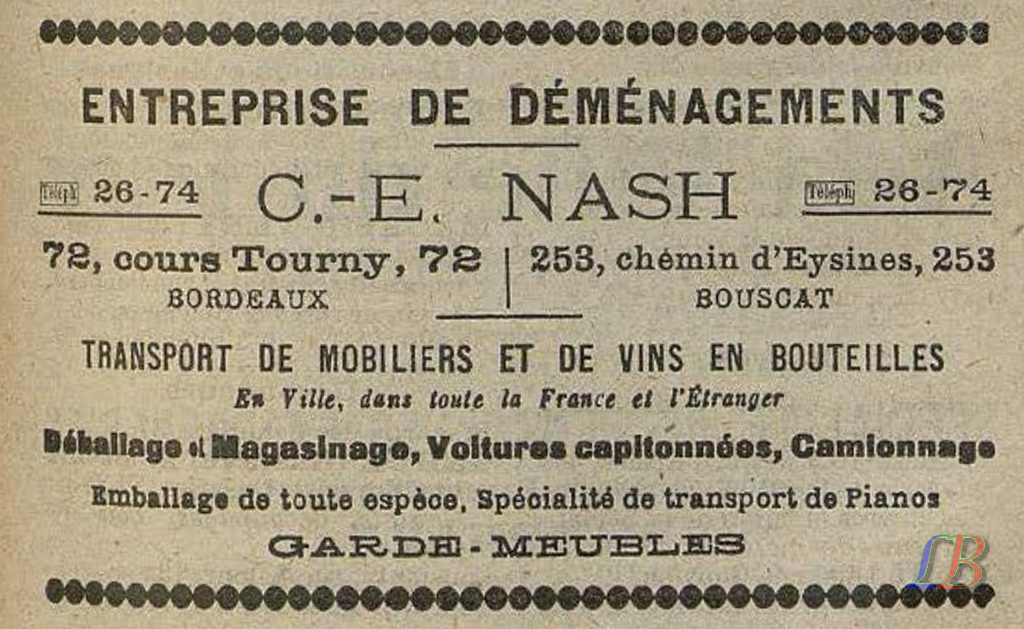 ENTREPRISE DE DÉMÉNAGEMENTS
Téléph 26-74 C.-E. NASH Téléph 26-74
72, cours Tourny, 72 | 253, chemin d'Eysines, 253
BORDEAUX BOUSCAT
TRANSPORT DE MOBILIERS ET DE VINS EN BOUTEILLES
En Ville, dans toute la France et l'Étranger
Déballage et Magasinage, Voitures capitonnées, Camionnage
Emballage de toute espèce, Spécialité de transport de Pianos
GARDE-MEUBLES
LB